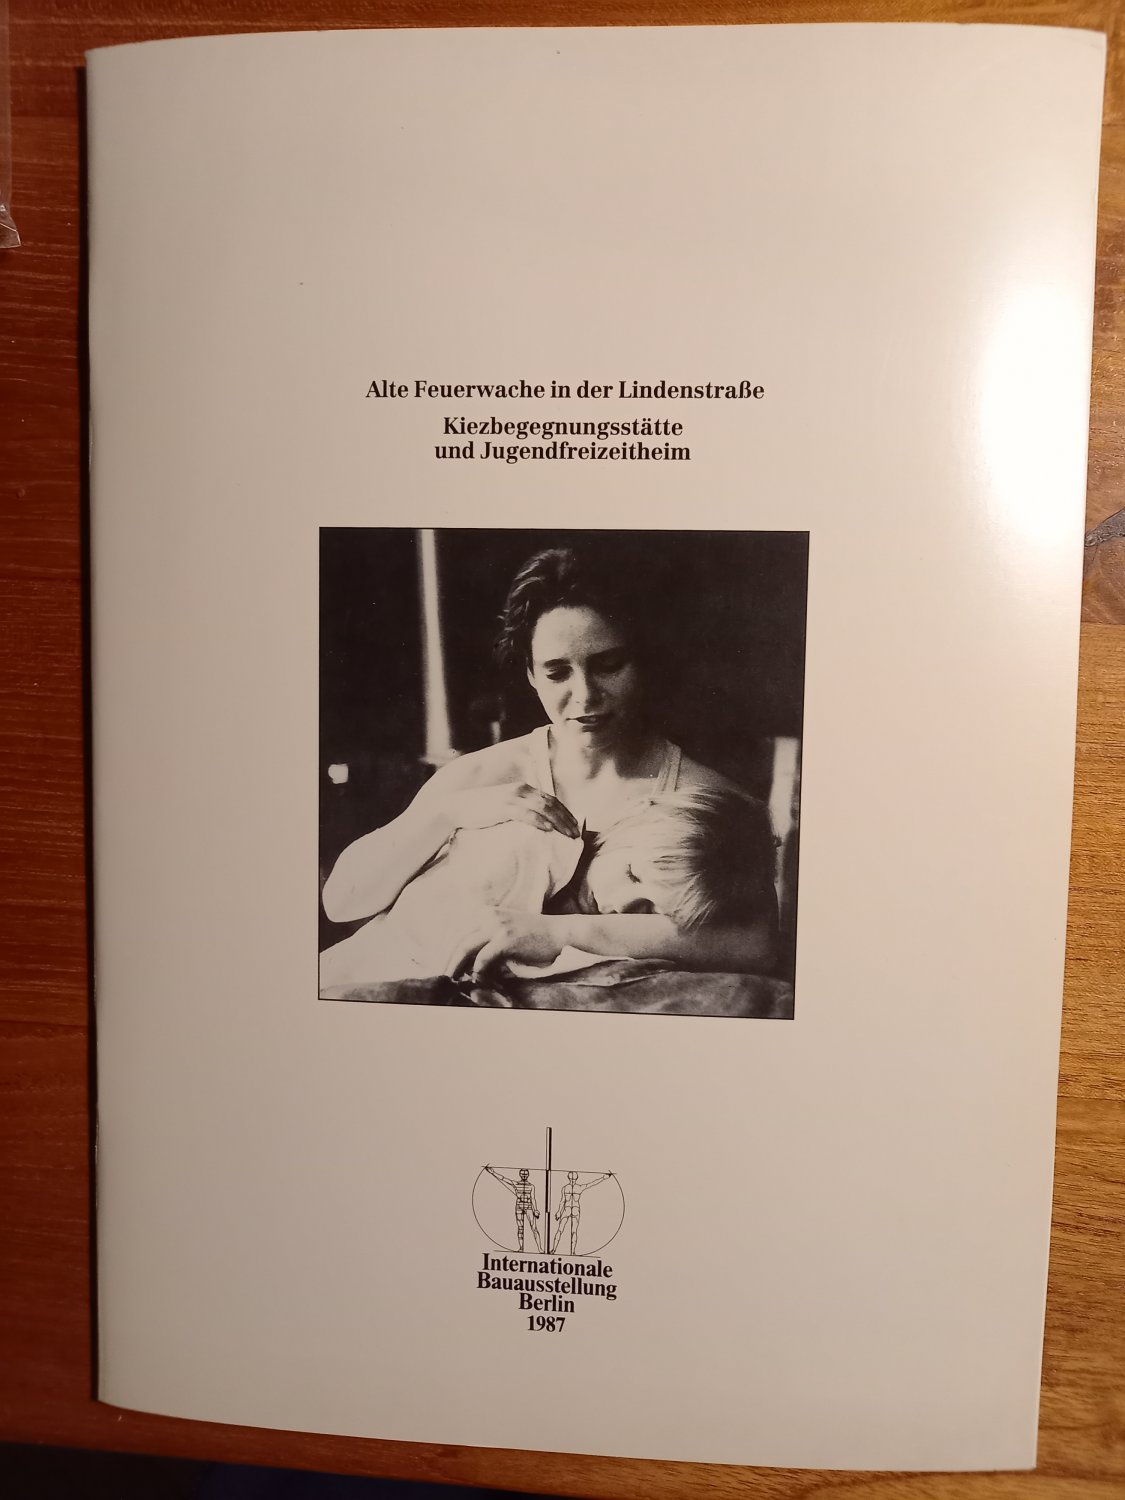 Alte Feuerwache in der Lindenstraße
Kiezbegegnungsstätte
und Jugendfreizeitheim
Internationale
Bauausstellung
Berlin
1987